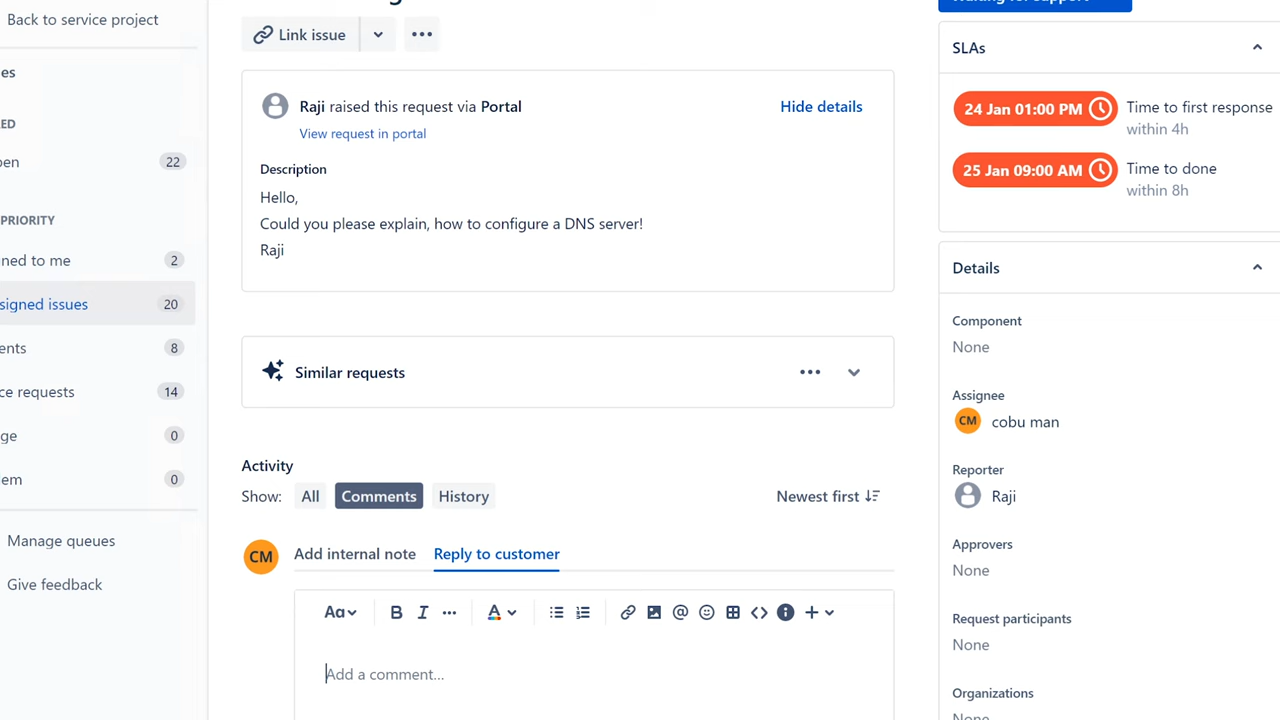 Back to service project
es
ED
pen
22
PRIORITY
ned to me
2
signed issues
20
ents
8
ce requests
14
ge
0
em
0
Manage queues
Give feedback
Link issue
Raji raised this request via Portal
Hide details
View request in portal
Description
Hello,
Could you please explain, how to configure a DNS server!
Raji
Similar requests
Activity
Show:
All
Comments
History
Newest first
CM
Add internal note
Reply to customer
Aa
B
I
A
@
Add a comment...
SLAs
24 Jan 01:00 PM
Time to first response
within 4h
25 Jan 09:00 AM
Time to done
within 8h
Details
Component
None
Assignee
CM
cobu man
Reporter
Raji
Approvers
None
Request participants
None
Organizations
None